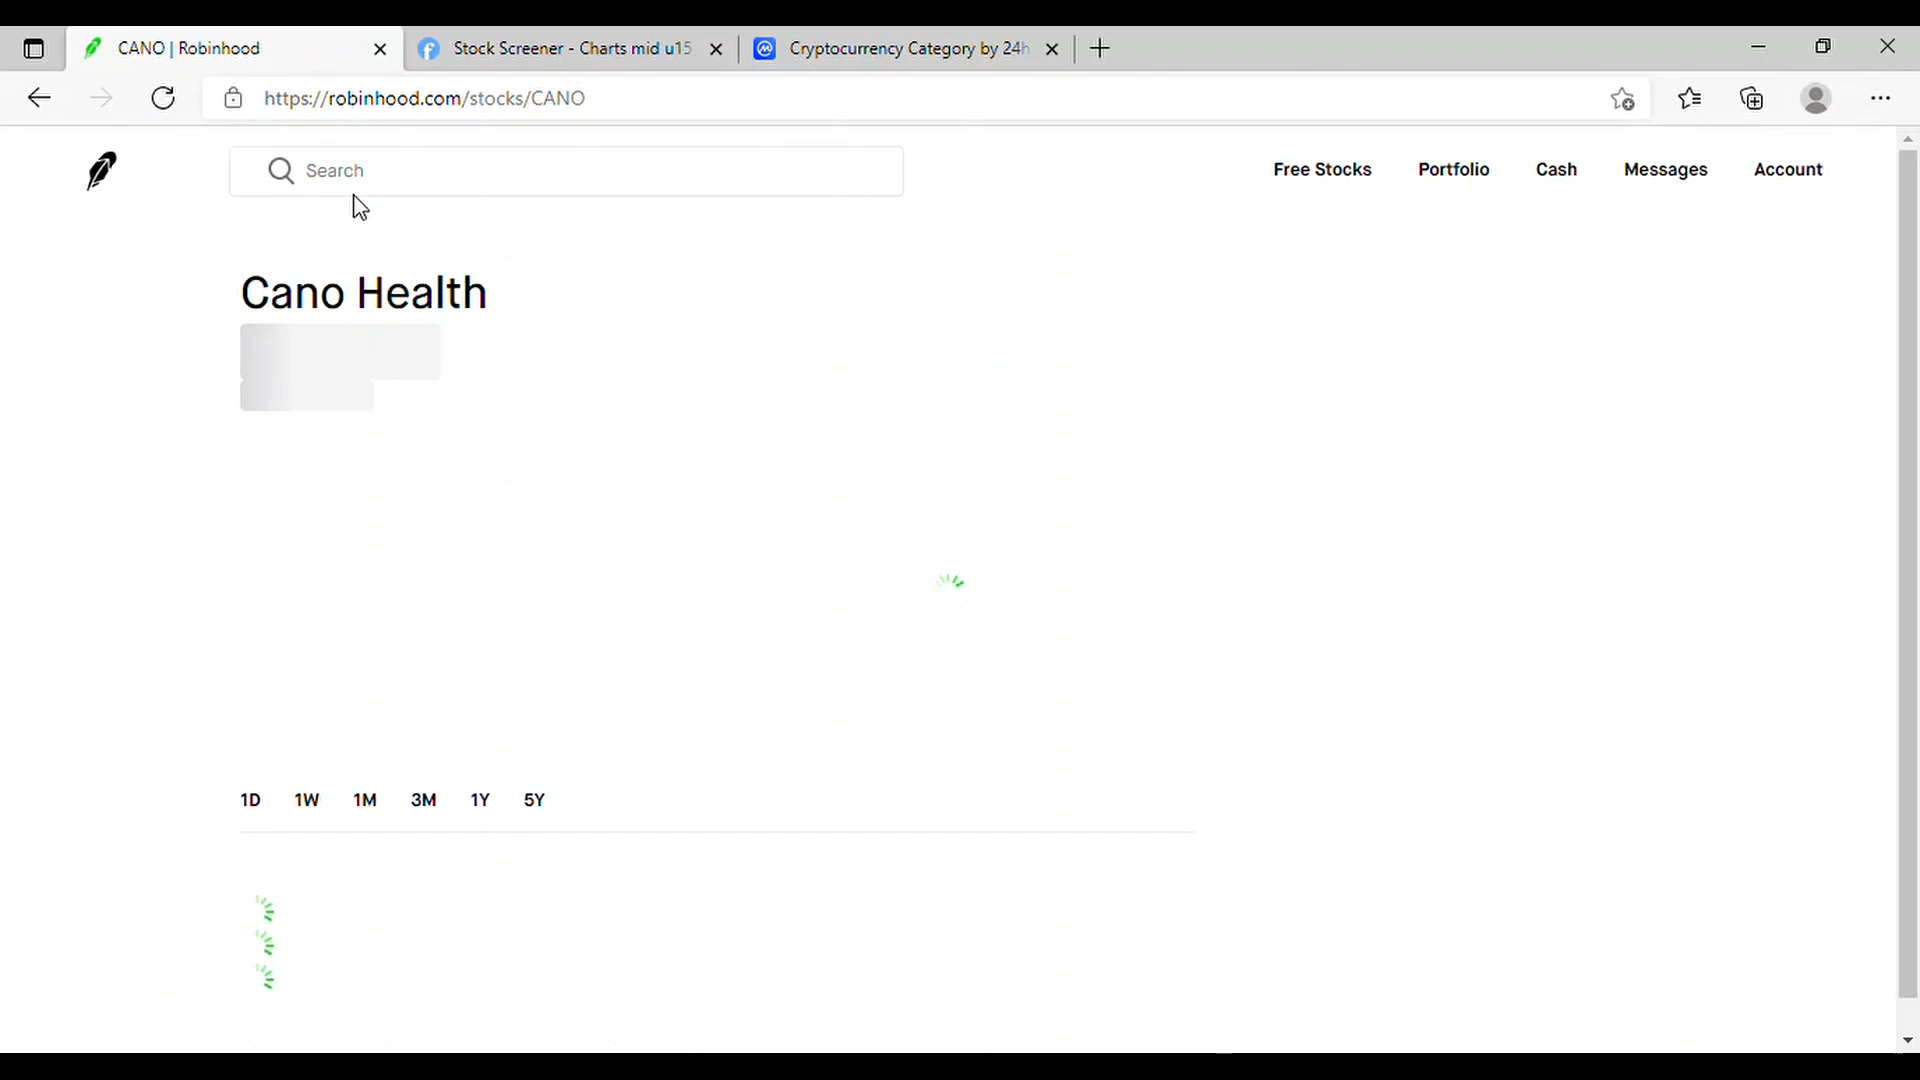 CANO | Robinhood
Stock Screener - Charts mid u15
Cryptocurrency Category by 24h
https://robinhood.com/stocks/CANO
Search
Free Stocks
Portfolio
Cash
Messages
Account
Cano Health
1D 1W 1M 3M 1Y 5Y